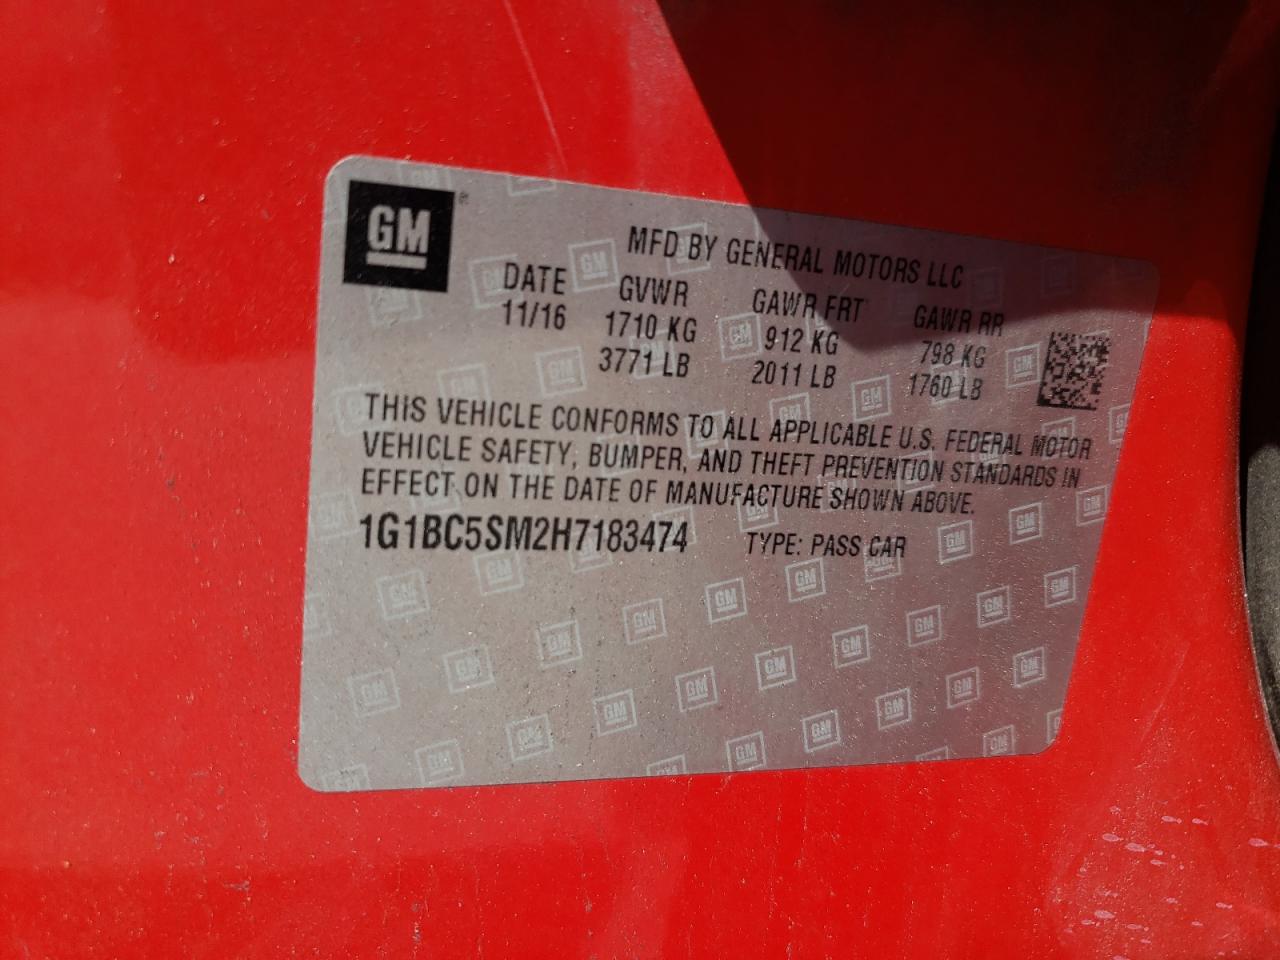 GM
MFD BY GENERAL MOTORS LLC
DATE GVWR GAWR FRT GAWR RR
11/16 1710 KG 912 KG 798 KG
3771 LB 2011 LB 1760 LB
THIS VEHICLE CONFORMS TO ALL APPLICABLE U.S. FEDERAL MOTOR
VEHICLE SAFETY, BUMPER, AND THEFT PREVENTION STANDARDS IN
EFFECT ON THE DATE OF MANUFACTURE SHOWN ABOVE.
1G1BC5SM2H7183474 TYPE: PASS CAR